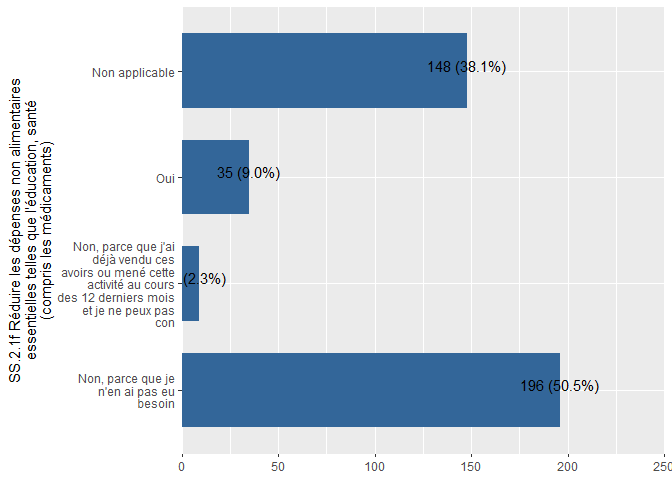 SS.2.1f Réduire les dépenses non alimentaires
essentielles telles que l'éducation, santé
(compris les médicaments)
Non applicable
148 (38.1%)
Oui
35 (9.0%)
Non, parce que j'ai
déjà vendu ces
avoirs ou mené cette
activité au cours
des 12 derniers mois
et je ne peux pas
con
(2.3%)
Non, parce que je
n'en ai pas eu
besoin
196 (50.5%)
0 50 100 150 200 250